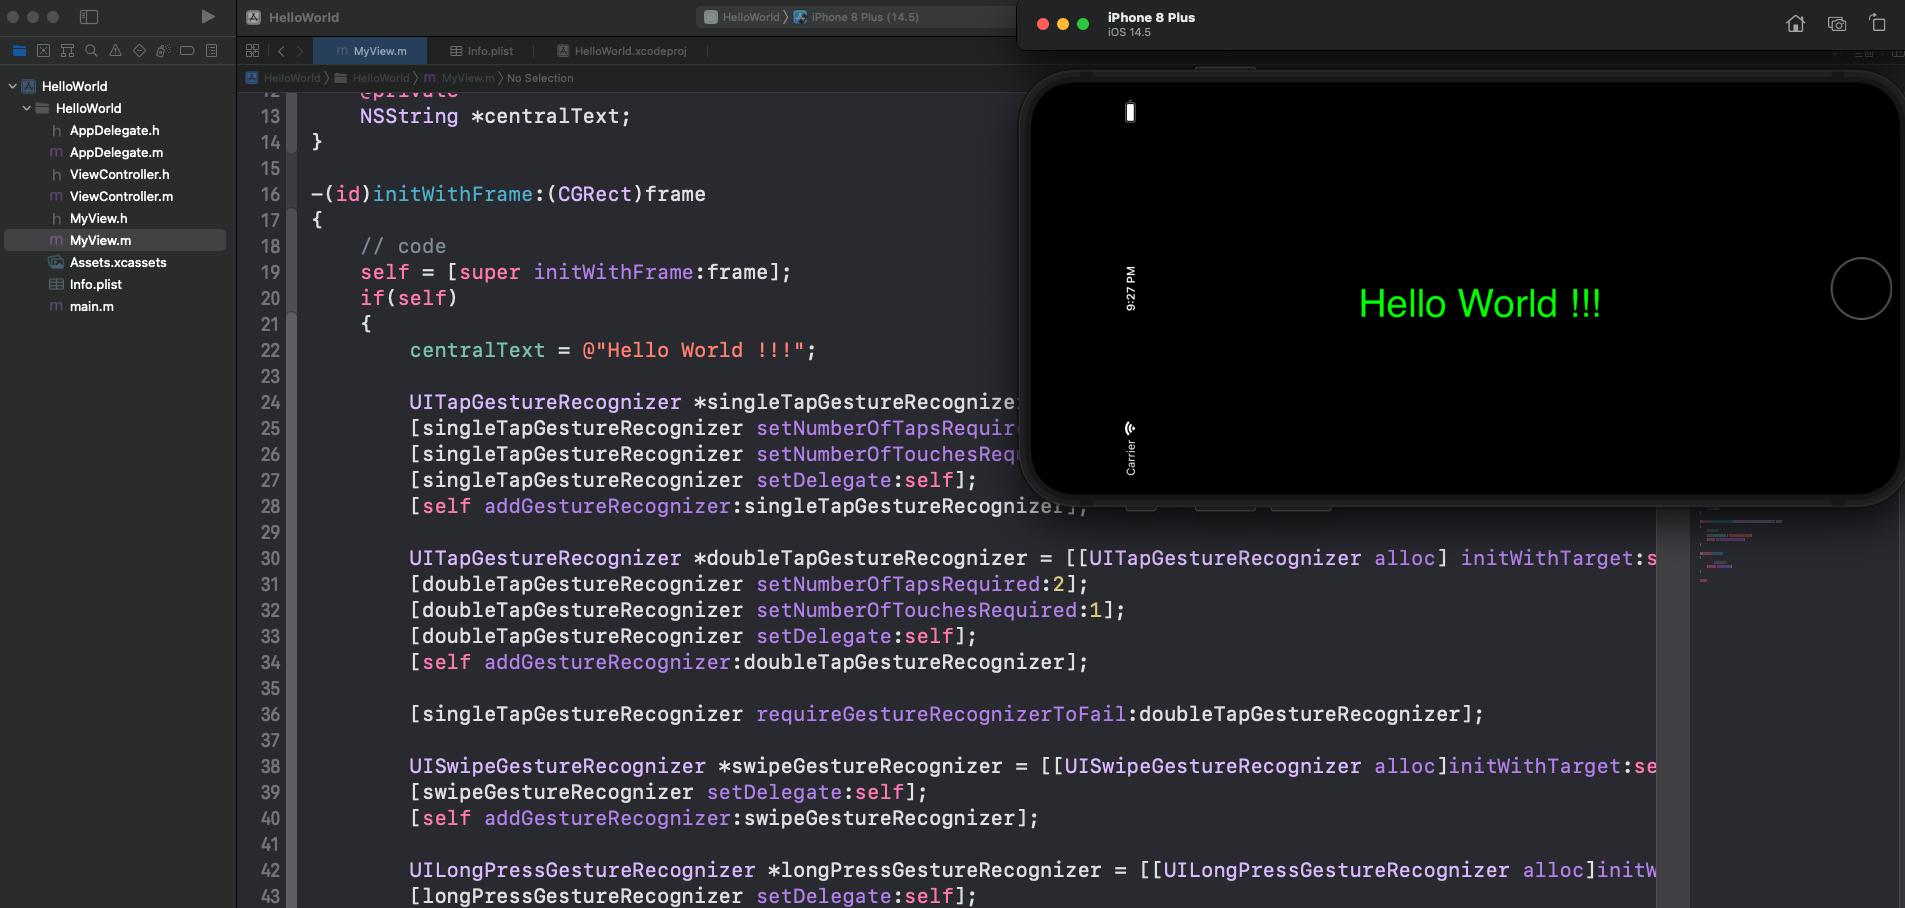 HelloWorld
HelloWorld
iPhone 8 Plus (14.5)
iPhone 8 Plus
iOS 14.5
m MyView.m
Info.plist
HelloWorld.xcodeproj
HelloWorld
HelloWorld
m MyView.m
No Selection
HelloWorld
HelloWorld
h AppDelegate.h
m AppDelegate.m
h ViewController.h
m ViewController.m
h MyView.h
m MyView.m
Assets.xcassets
Info.plist
m main.m
12 @private
13 NSString *centralText;
14 }
15
16 -(id)initWithFrame:(CGRect)frame
17 {
18 // code
19 self = [super initWithFrame:frame];
20 if(self)
21 {
22 centralText = @"Hello World !!!";
23
24 UITapGestureRecognizer *singleTapGestureRecognize
25 [singleTapGestureRecognizer setNumberOfTapsRequir
26 [singleTapGestureRecognizer setNumberOfTouchesReq
27 [singleTapGestureRecognizer setDelegate:self];
28 [self addGestureRecognizer:singleTapGestureRecognizer];
29
30 UITapGestureRecognizer *doubleTapGestureRecognizer = [[UITapGestureRecognizer alloc] initWithTarget:s
31 [doubleTapGestureRecognizer setNumberOfTapsRequired:2];
32 [doubleTapGestureRecognizer setNumberOfTouchesRequired:1];
33 [doubleTapGestureRecognizer setDelegate:self];
34 [self addGestureRecognizer:doubleTapGestureRecognizer];
35
36 [singleTapGestureRecognizer requireGestureRecognizerToFail:doubleTapGestureRecognizer];
37
38 UISwipeGestureRecognizer *swipeGestureRecognizer = [[UISwipeGestureRecognizer alloc]initWithTarget:se
39 [swipeGestureRecognizer setDelegate:self];
40 [self addGestureRecognizer:swipeGestureRecognizer];
41
42 UILongPressGestureRecognizer *longPressGestureRecognizer = [[UILongPressGestureRecognizer alloc]initW
43 [longPressGestureRecognizer setDelegate:self];
Carrier
9:27 PM
Hello World !!!